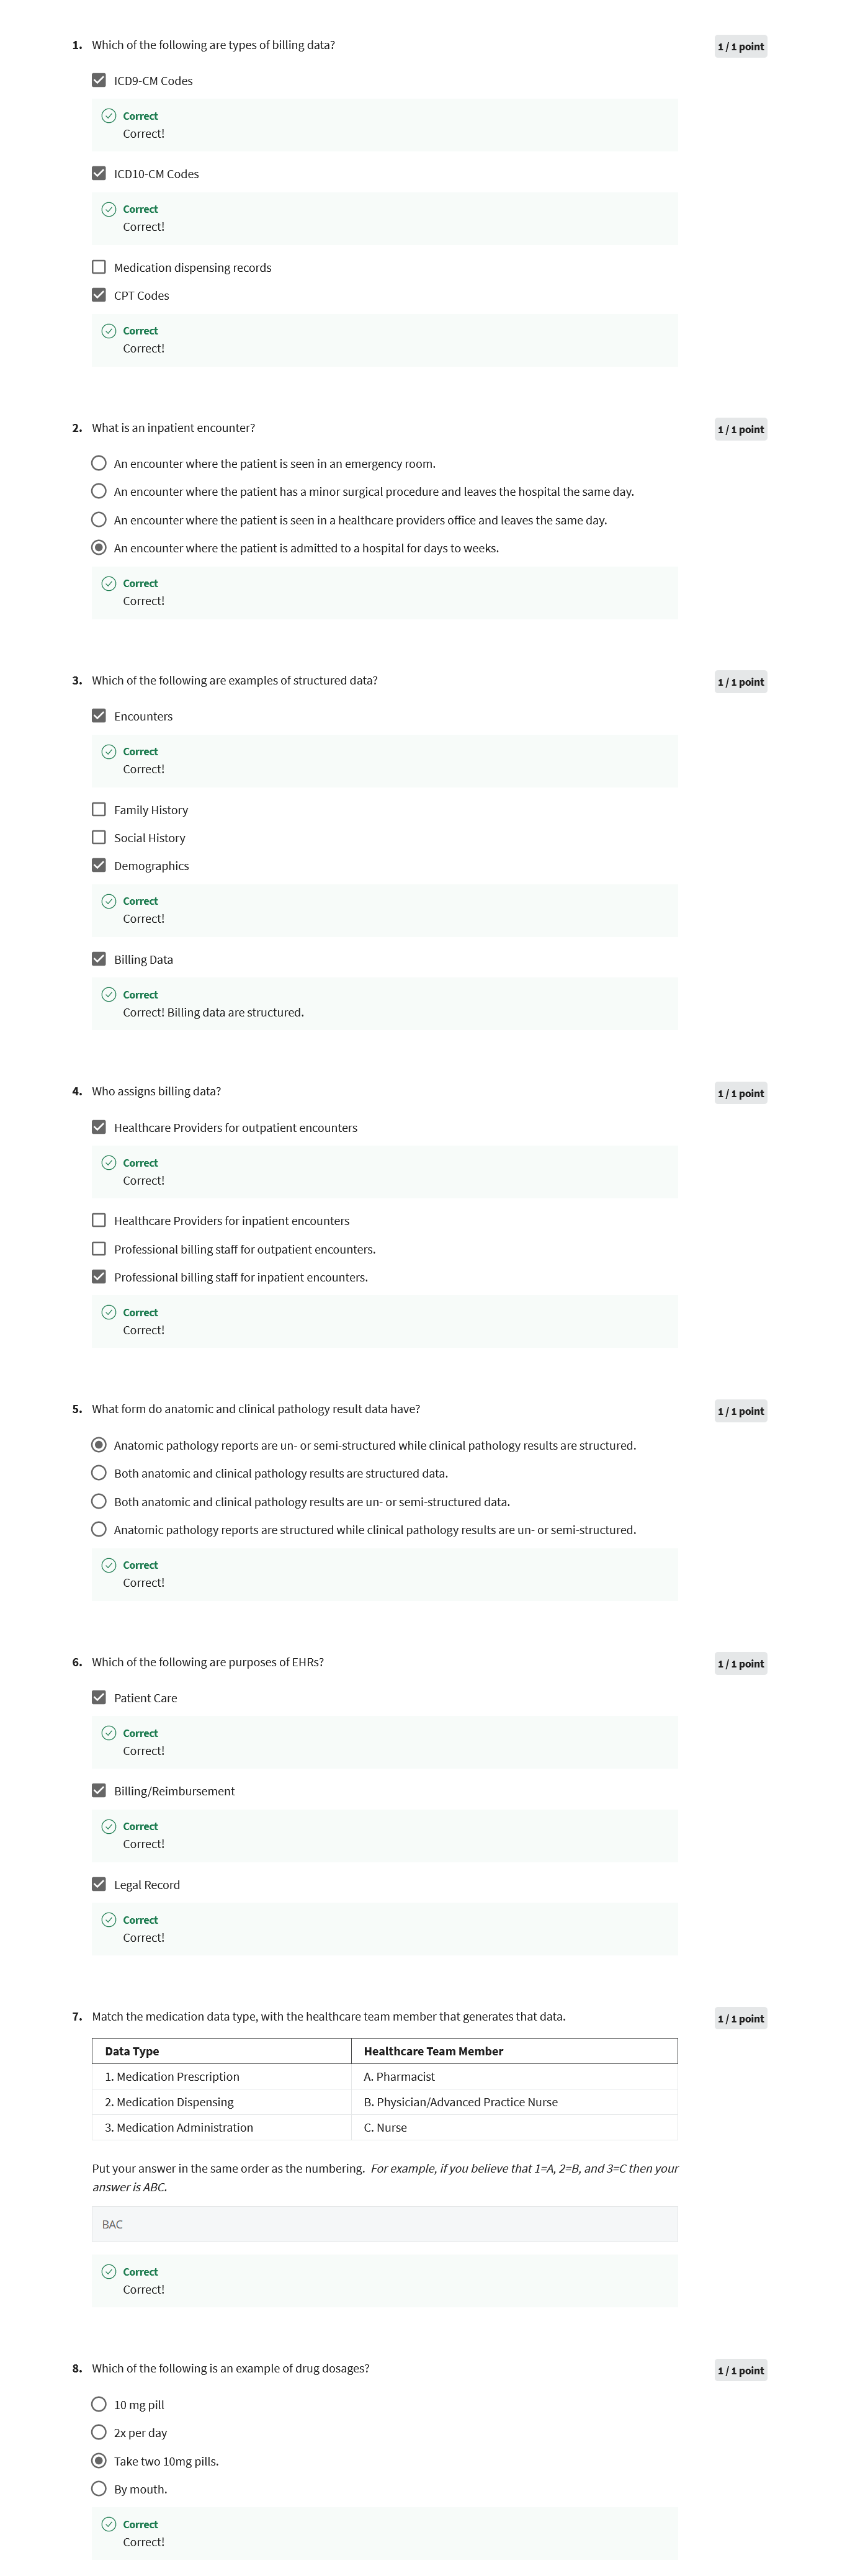 1. Which of the following are types of billing data?
1 / 1 point
ICD9-CM Codes
Correct
Correct!
ICD10-CM Codes
Correct
Correct!
Medication dispensing records
CPT Codes
Correct
Correct!
2. What is an inpatient encounter?
1 / 1 point
An encounter where the patient is seen in an emergency room.
An encounter where the patient has a minor surgical procedure and leaves the hospital the same day.
An encounter where the patient is seen in a healthcare providers office and leaves the same day.
An encounter where the patient is admitted to a hospital for days to weeks.
Correct
Correct!
3. Which of the following are examples of structured data?
1 / 1 point
Encounters
Correct
Correct!
Family History
Social History
Demographics
Correct
Correct!
Billing Data
Correct
Correct! Billing data are structured.
4. Who assigns billing data?
1 / 1 point
Healthcare Providers for outpatient encounters
Correct
Correct!
Healthcare Providers for inpatient encounters
Professional billing staff for outpatient encounters.
Professional billing staff for inpatient encounters.
Correct
Correct!
5. What form do anatomic and clinical pathology result data have?
1 / 1 point
Anatomic pathology reports are un- or semi-structured while clinical pathology results are structured.
Both anatomic and clinical pathology results are structured data.
Both anatomic and clinical pathology results are un- or semi-structured data.
Anatomic pathology reports are structured while clinical pathology results are un- or semi-structured.
Correct
Correct!
6. Which of the following are purposes of EHRs?
1 / 1 point
Patient Care
Correct
Correct!
Billing/Reimbursement
Correct
Correct!
Legal Record
Correct
Correct!
7. Match the medication data type, with the healthcare team member that generates that data.
1 / 1 point
Data Type Healthcare Team Member
1. Medication Prescription A. Pharmacist
2. Medication Dispensing B. Physician/Advanced Practice Nurse
3. Medication Administration C. Nurse
Put your answer in the same order as the numbering. For example, if you believe that 1=A, 2=B, and 3=C then your
answer is ABC.
BAC
Correct
Correct!
8. Which of the following is an example of drug dosages?
1 / 1 point
10 mg pill
2x per day
Take two 10mg pills.
By mouth.
Correct
Correct!